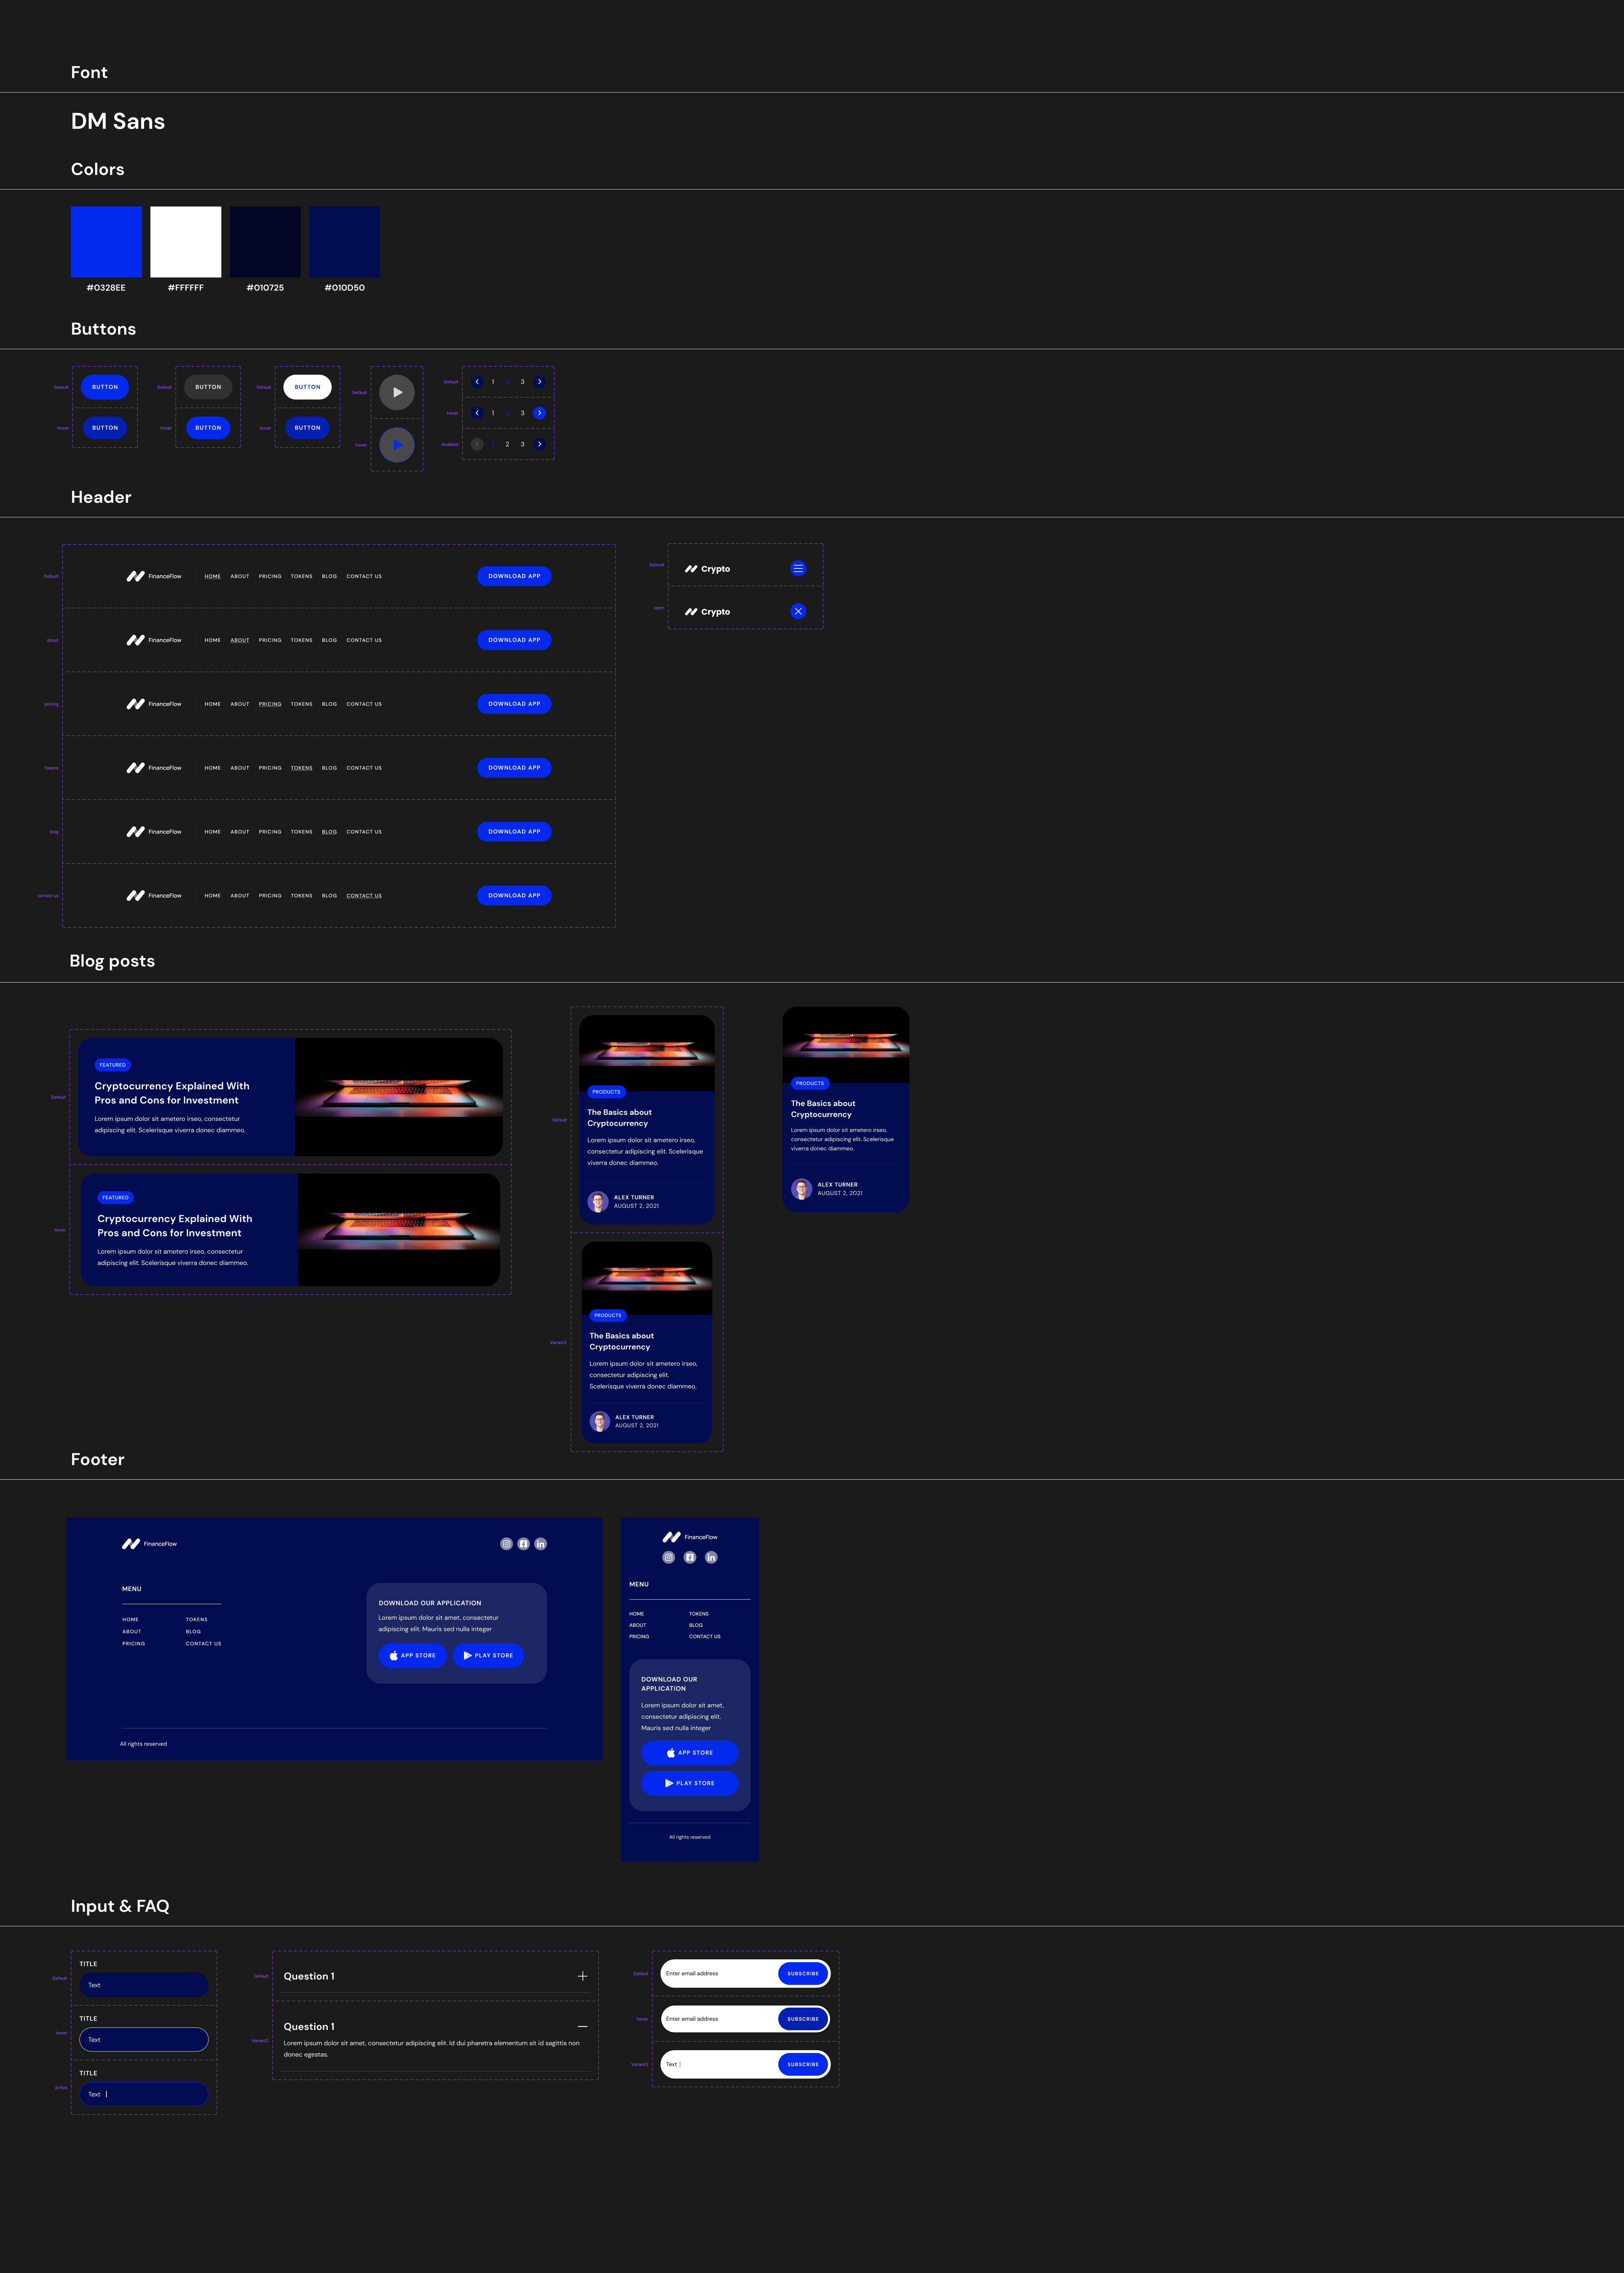 Font
DM Sans
Colors
#0328EE
#FFFFFF
#010725
#010D50
Buttons
Default
BUTTON
hover
BUTTON
Default
BUTTON
hover
BUTTON
Default
BUTTON
hover
BUTTON
Default
hover
Default
1 2 3
hover
1 2 3
disabled
1 2 3
Header
Default
FinanceFlow
HOME ABOUT PRICING TOKENS BLOG CONTACT US
DOWNLOAD APP
about
FinanceFlow
HOME ABOUT PRICING TOKENS BLOG CONTACT US
DOWNLOAD APP
pricing
FinanceFlow
HOME ABOUT PRICING TOKENS BLOG CONTACT US
DOWNLOAD APP
Tokens
FinanceFlow
HOME ABOUT PRICING TOKENS BLOG CONTACT US
DOWNLOAD APP
blog
FinanceFlow
HOME ABOUT PRICING TOKENS BLOG CONTACT US
DOWNLOAD APP
contact us
FinanceFlow
HOME ABOUT PRICING TOKENS BLOG CONTACT US
DOWNLOAD APP
Default
Crypto
open
Crypto
Blog posts
Default
FEATURED
Cryptocurrency Explained With
Pros and Cons for Investment
Lorem ipsum dolor sit ametero irseo, consectetur
adipiscing elit. Scelerisque viverra donec diammeo.
hover
FEATURED
Cryptocurrency Explained With
Pros and Cons for Investment
Lorem ipsum dolor sit ametero irseo, consectetur
adipiscing elit. Scelerisque viverra donec diammeo.
Default
PRODUCTS
The Basics about
Cryptocurrency
Lorem ipsum dolor sit ametero irseo,
consectetur adipiscing elit. Scelerisque
viverra donec diammeo.
ALEX TURNER
AUGUST 2, 2021
Variant2
PRODUCTS
The Basics about
Cryptocurrency
Lorem ipsum dolor sit ametero irseo,
consectetur adipiscing elit.
Scelerisque viverra donec diammeo.
ALEX TURNER
AUGUST 2, 2021
PRODUCTS
The Basics about
Cryptocurrency
Lorem ipsum dolor sit ametero irseo,
consectetur adipiscing elit. Scelerisque
viverra donec diammeo.
ALEX TURNER
AUGUST 2, 2021
Footer
FinanceFlow
MENU
HOME
ABOUT
PRICING
TOKENS
BLOG
CONTACT US
DOWNLOAD OUR APPLICATION
Lorem ipsum dolor sit amet, consectetur
adipiscing elit. Mauris sed nulla integer
APP STORE
PLAY STORE
All rights reserved
FinanceFlow
MENU
HOME
ABOUT
PRICING
TOKENS
BLOG
CONTACT US
DOWNLOAD OUR
APPLICATION
Lorem ipsum dolor sit amet,
consectetur adipiscing elit.
Mauris sed nulla integer
APP STORE
PLAY STORE
All rights reserved
Input & FAQ
Default
TITLE
Text
hover
TITLE
Text
active
TITLE
Text
Default
Question 1
Variant2
Question 1
Lorem ipsum dolor sit amet, consectetur adipiscing elit. Id dui pharetra elementum sit id sagittis non
donec egestas.
Default
Enter email address
SUBSCRIBE
hover
Enter email address
SUBSCRIBE
Variant3
Text
SUBSCRIBE